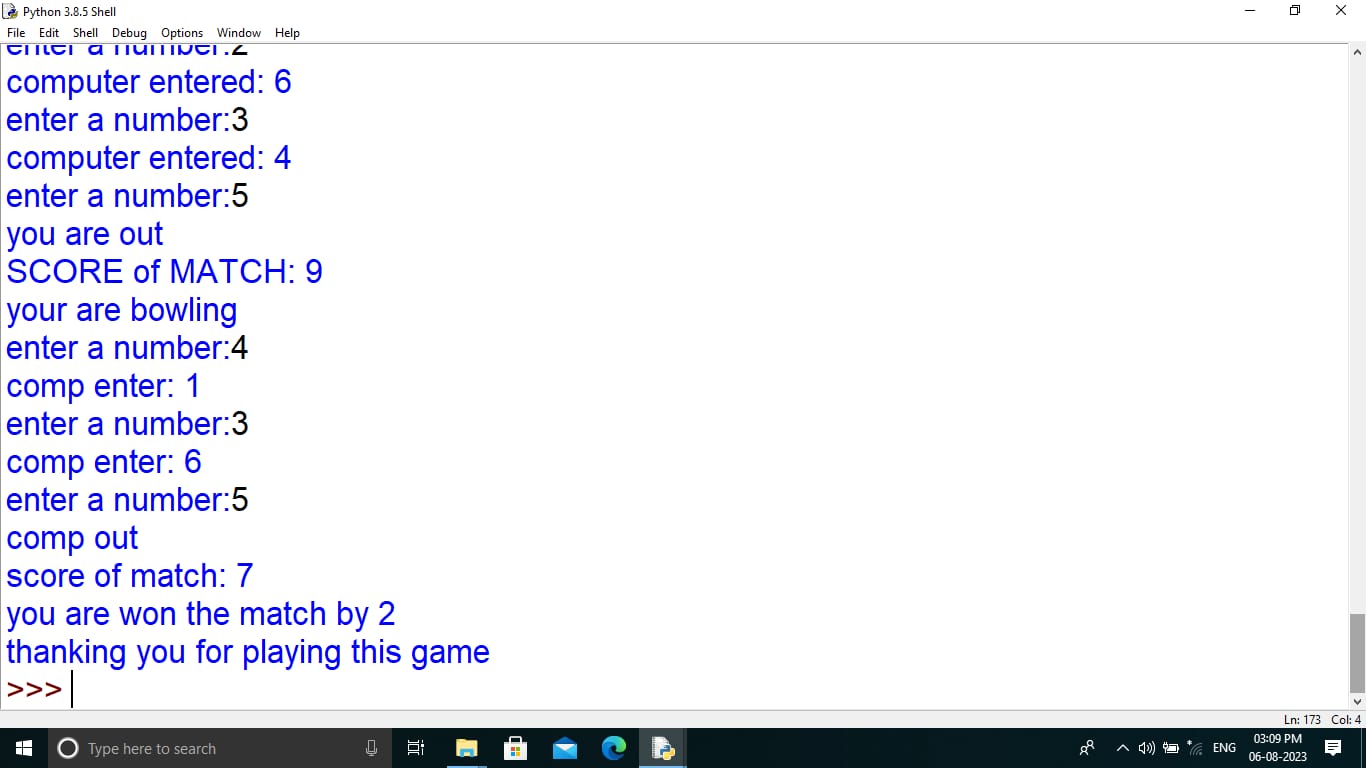 Python 3.8.5 Shell
File Edit Shell Debug Options Window Help
enter a number:2
computer entered: 6
enter a number:3
computer entered: 4
enter a number:5
you are out
SCORE of MATCH: 9
your are bowling
enter a number:4
comp enter: 1
enter a number:3
comp enter: 6
enter a number:5
comp out
score of match: 7
you are won the match by 2
thanking you for playing this game
>>>
Ln: 173 Col: 4
Type here to search
ENG
03:09 PM
06-08-2023